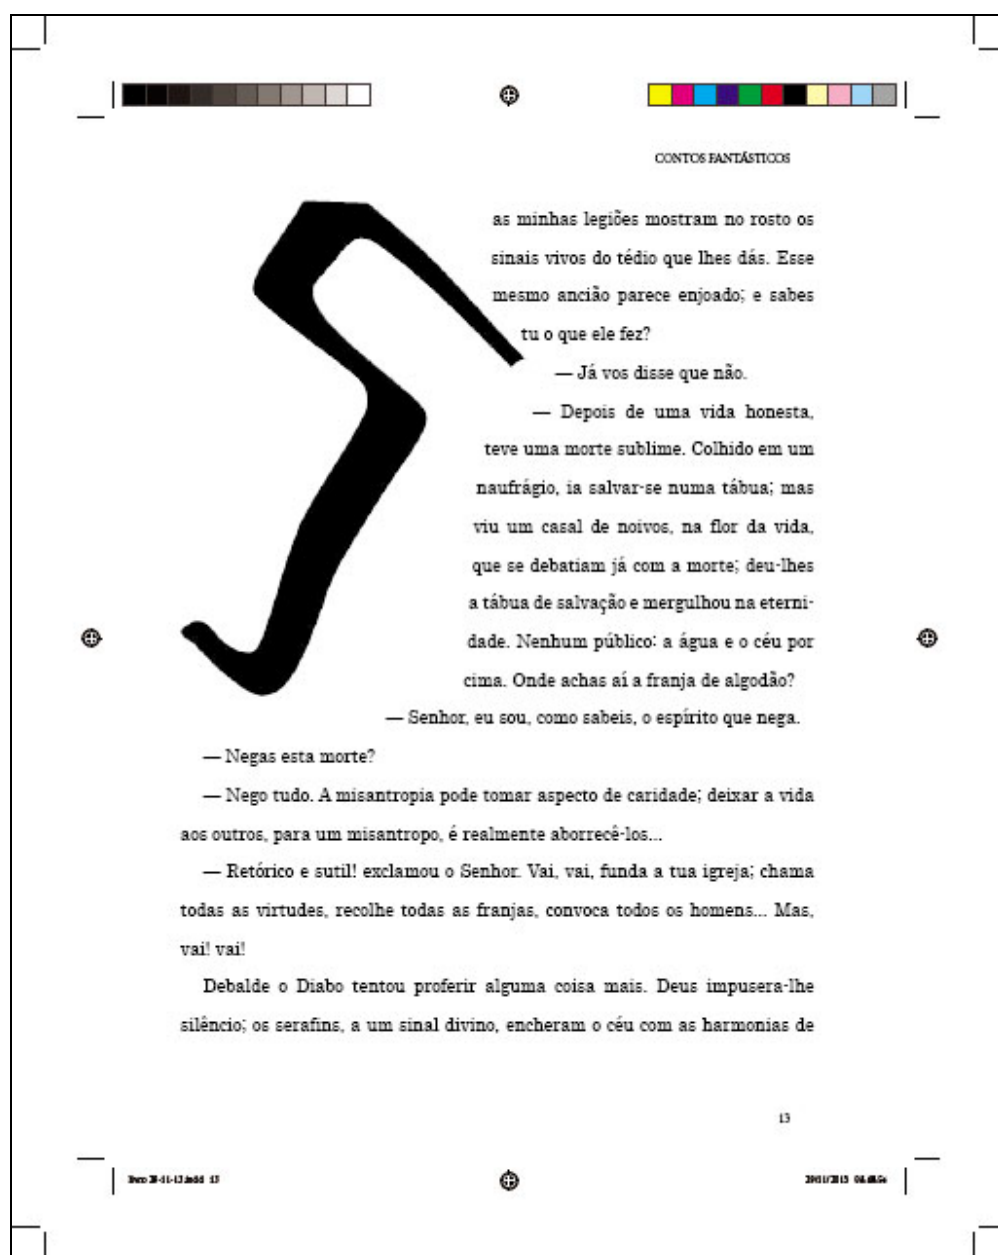 CONTOS FANTÁSTICOS
as minhas legiões mostram no rosto os
sinais vivos do tédio que lhes dás. Esse
mesmo ancião parece enjoado; e sabes
tu o que ele fez?
— Já vos disse que não.
— Depois de uma vida honesta,
teve uma morte sublime. Colhido em um
naufrágio, ia salvar-se numa tábua; mas
viu um casal de noivos, na flor da vida,
que se debatiam já com a morte; deu-lhes
a tábua de salvação e mergulhou na eterni-
dade. Nenhum público: a água e o céu por
cima. Onde achas aí a franja de algodão?
— Senhor, eu sou, como sabeis, o espírito que nega.
— Negas esta morte?
— Nego tudo. A misantropia pode tomar aspecto de caridade; deixar a vida
aos outros, para um misantropo, é realmente aborrecê-los...
— Retórico e sutil! exclamou o Senhor. Vai, vai, funda a tua igreja; chama
todas as virtudes, recolhe todas as franjas, convoca todos os homens... Mas,
vai! vai!
Debalde o Diabo tentou proferir alguma coisa mais. Deus impusera-lhe
silêncio; os serafins, a um sinal divino, encheram o céu com as harmonias de
13
13